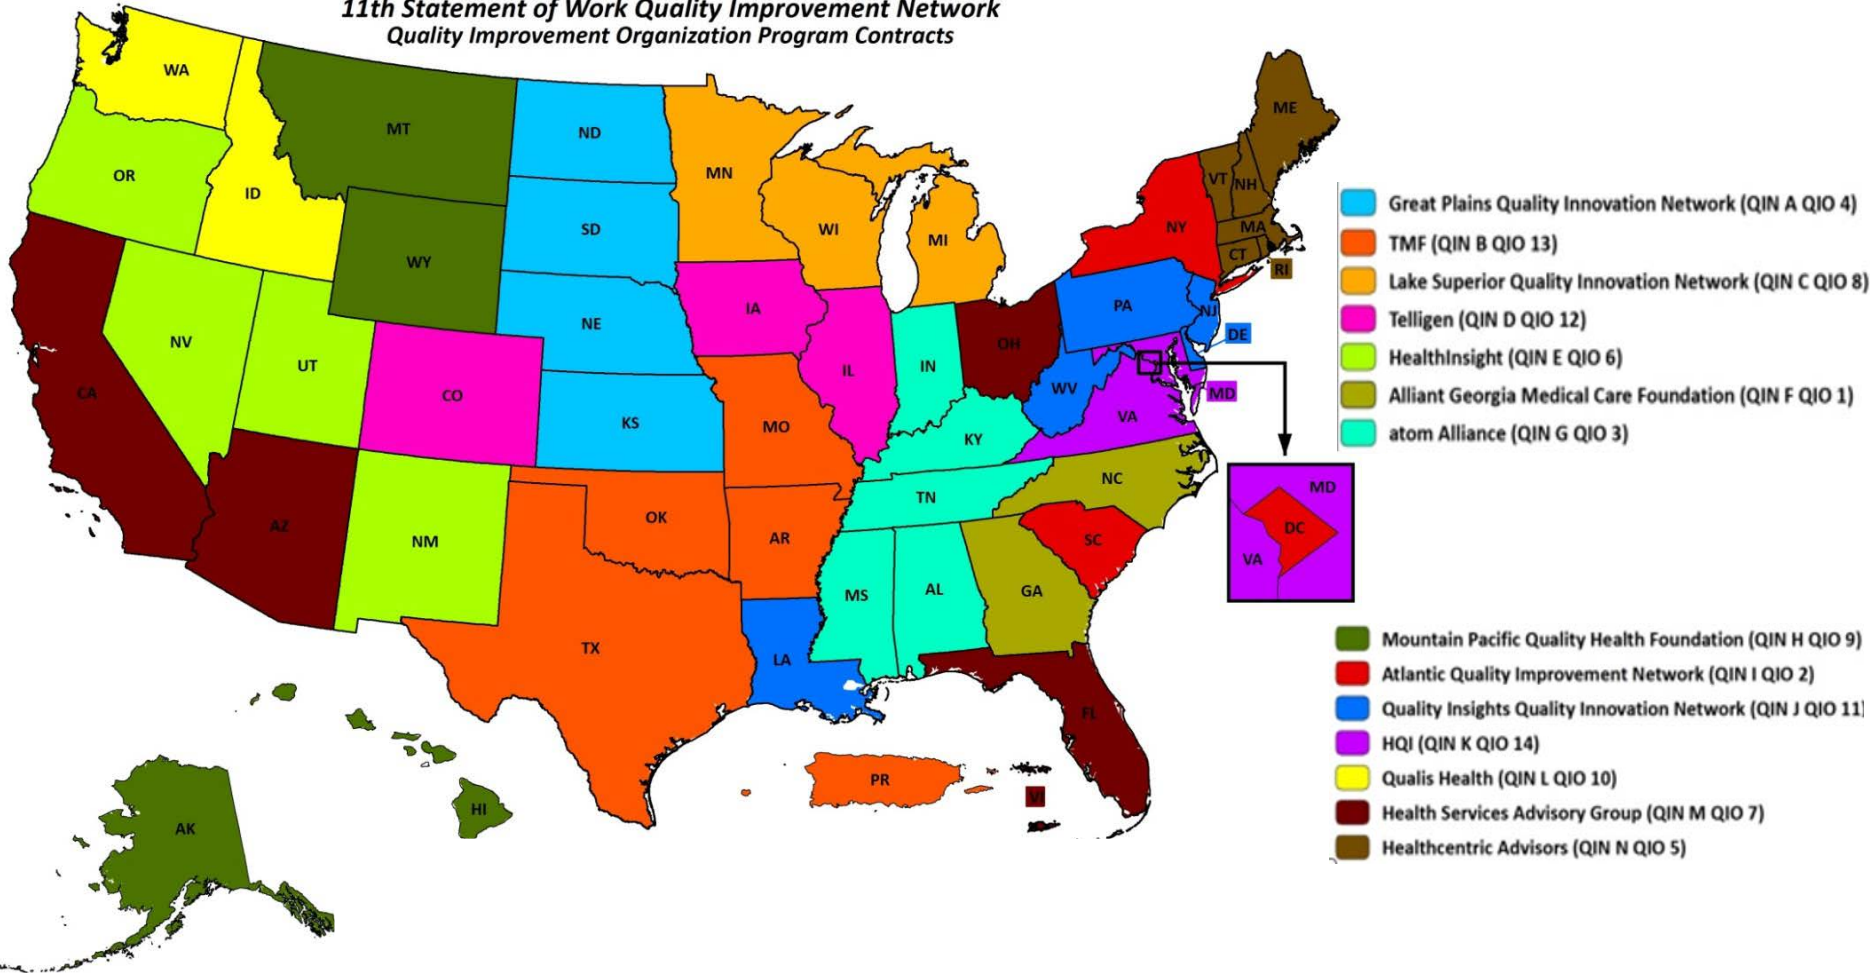 11th Statement of Work Quality Improvement Network
Quality Improvement Organization Program Contracts
WA
OR
ID
MT
WY
ND
SD
NE
KS
MN
WI
MI
IA
IL
IN
OH
MO
KY
TN
ME
VT
NH
MA
CT
RI
NY
PA
NJ
DE
WV
MD
VA
CA
NV
UT
CO
AZ
NM
OK
AR
TX
LA
MS
AL
GA
SC
NC
FL
AK
HI
PR
VI
MD
DC
VA
Great Plains Quality Innovation Network (QIN A QIO 4)
TMF (QIN B QIO 13)
Lake Superior Quality Innovation Network (QIN C QIO 8)
Telligen (QIN D QIO 12)
HealthInsight (QIN E QIO 6)
Alliant Georgia Medical Care Foundation (QIN F QIO 1)
atom Alliance (QIN G QIO 3)
Mountain Pacific Quality Health Foundation (QIN H QIO 9)
Atlantic Quality Improvement Network (QIN I QIO 2)
Quality Insights Quality Innovation Network (QIN J QIO 11)
HQI (QIN K QIO 14)
Qualis Health (QIN L QIO 10)
Health Services Advisory Group (QIN M QIO 7)
Healthcentric Advisors (QIN N QIO 5)